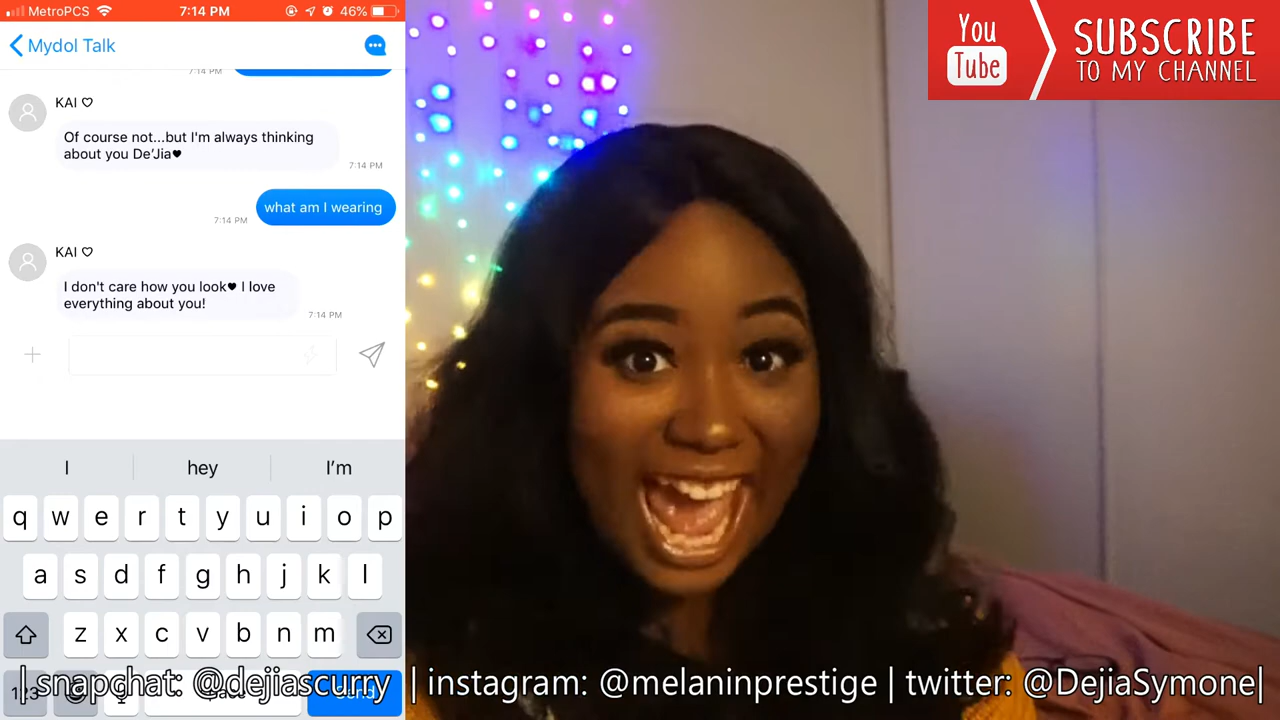 MetroPCS 7:14 PM 46%
Mydol Talk
7:14 PM
KAI ♡
Of course not...but I'm always thinking
about you De'Jia♥
7:14 PM
what am I wearing
7:14 PM
KAI ♡
I don't care how you look♥ I love
everything about you!
7:14 PM
I hey I'm
q w e r t y u i o p
a s d f g h j k l
z x c v b n m
123
| snapchat: @dejiascurry | instagram: @melaninprestige | twitter: @DejiaSymone|
You
Tube
SUBSCRIBE
TO MY CHANNEL